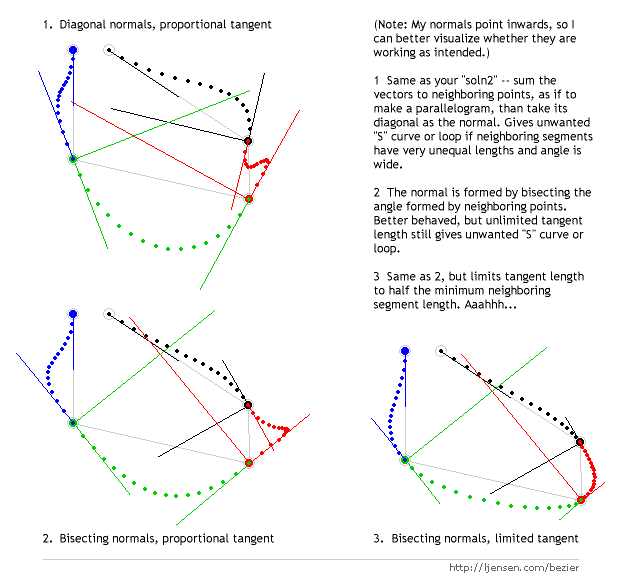 1. Diagonal normals, proportional tangent
(Note: My normals point inwards, so I
can better visualize whether they are
working as intended.)
1 Same as your "soln2" -- sum the
vectors to neighboring points, as if to
make a parallelogram, than take its
diagonal as the normal. Gives unwanted
"S" curve or loop if neighboring segments
have very unequal lengths and angle is
wide.
2 The normal is formed by bisecting the
angle formed by neighboring points.
Better behaved, but unlimited tangent
length still gives unwanted "S" curve or
loop.
3 Same as 2, but limits tangent length
to half the minimum neighboring
segment length. Aaahhh...
2. Bisecting normals, proportional tangent
3. Bisecting normals, limited tangent
http://ljensen.com/bezier